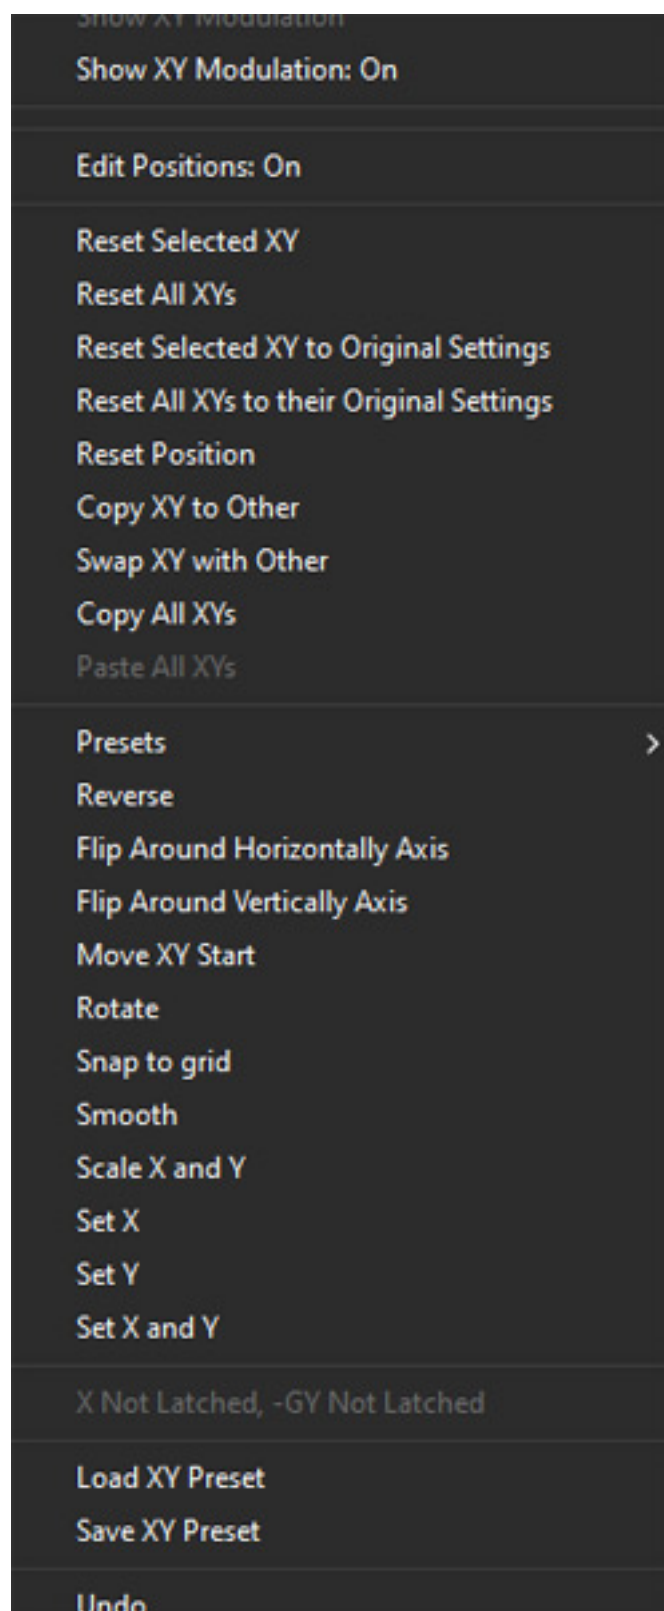 Show XY Modulation
Show XY Modulation: On
Edit Positions: On
Reset Selected XY
Reset All XYs
Reset Selected XY to Original Settings
Reset All XYs to their Original Settings
Reset Position
Copy XY to Other
Swap XY with Other
Copy All XYs
Paste All XYs
Presets
Reverse
Flip Around Horizontally Axis
Flip Around Vertically Axis
Move XY Start
Rotate
Snap to grid
Smooth
Scale X and Y
Set X
Set Y
Set X and Y
X Not Latched, -GY Not Latched
Load XY Preset
Save XY Preset
Undo